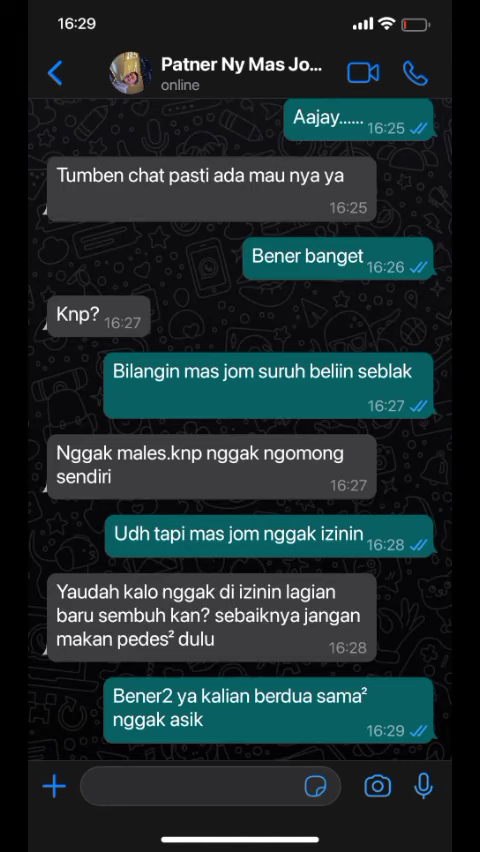 16:29
Patner Ny Mas Jo...
online
Aajay......
16:25
Tumben chat pasti ada mau nya ya
16:25
Bener banget
16:26
Knp?
16:27
Bilangin mas jom suruh beliin seblak
16:27
Nggak males.knp nggak ngomong
sendiri
16:27
Udh tapi mas jom nggak izinin
16:28
Yaudah kalo nggak di izinin lagian
baru sembuh kan? sebaiknya jangan
makan pedes² dulu
16:28
Bener2 ya kalian berdua sama²
nggak asik
16:29